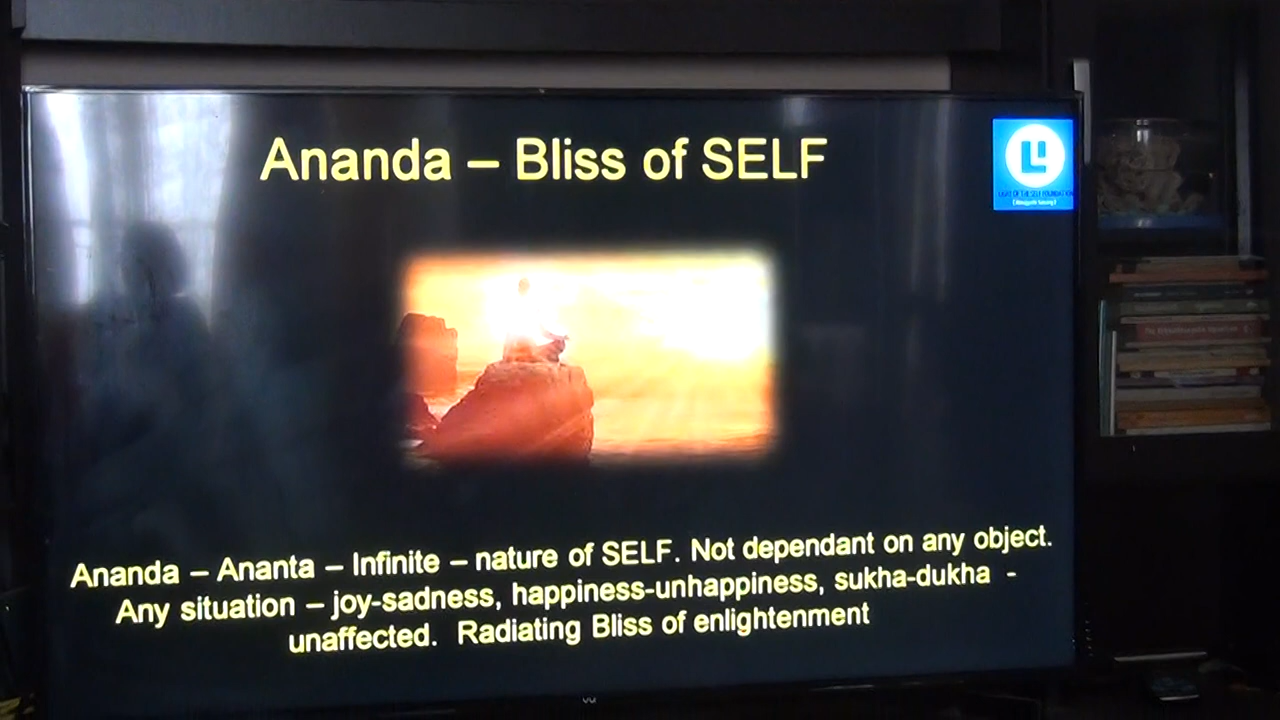 Ananda – Bliss of SELF
LIGHT OF THE SELF FOUNDATION
Ananda – Ananta – Infinite – nature of SELF. Not dependant on any object.
Any situation – joy-sadness, happiness-unhappiness, sukha-dukha -
unaffected. Radiating Bliss of enlightenment